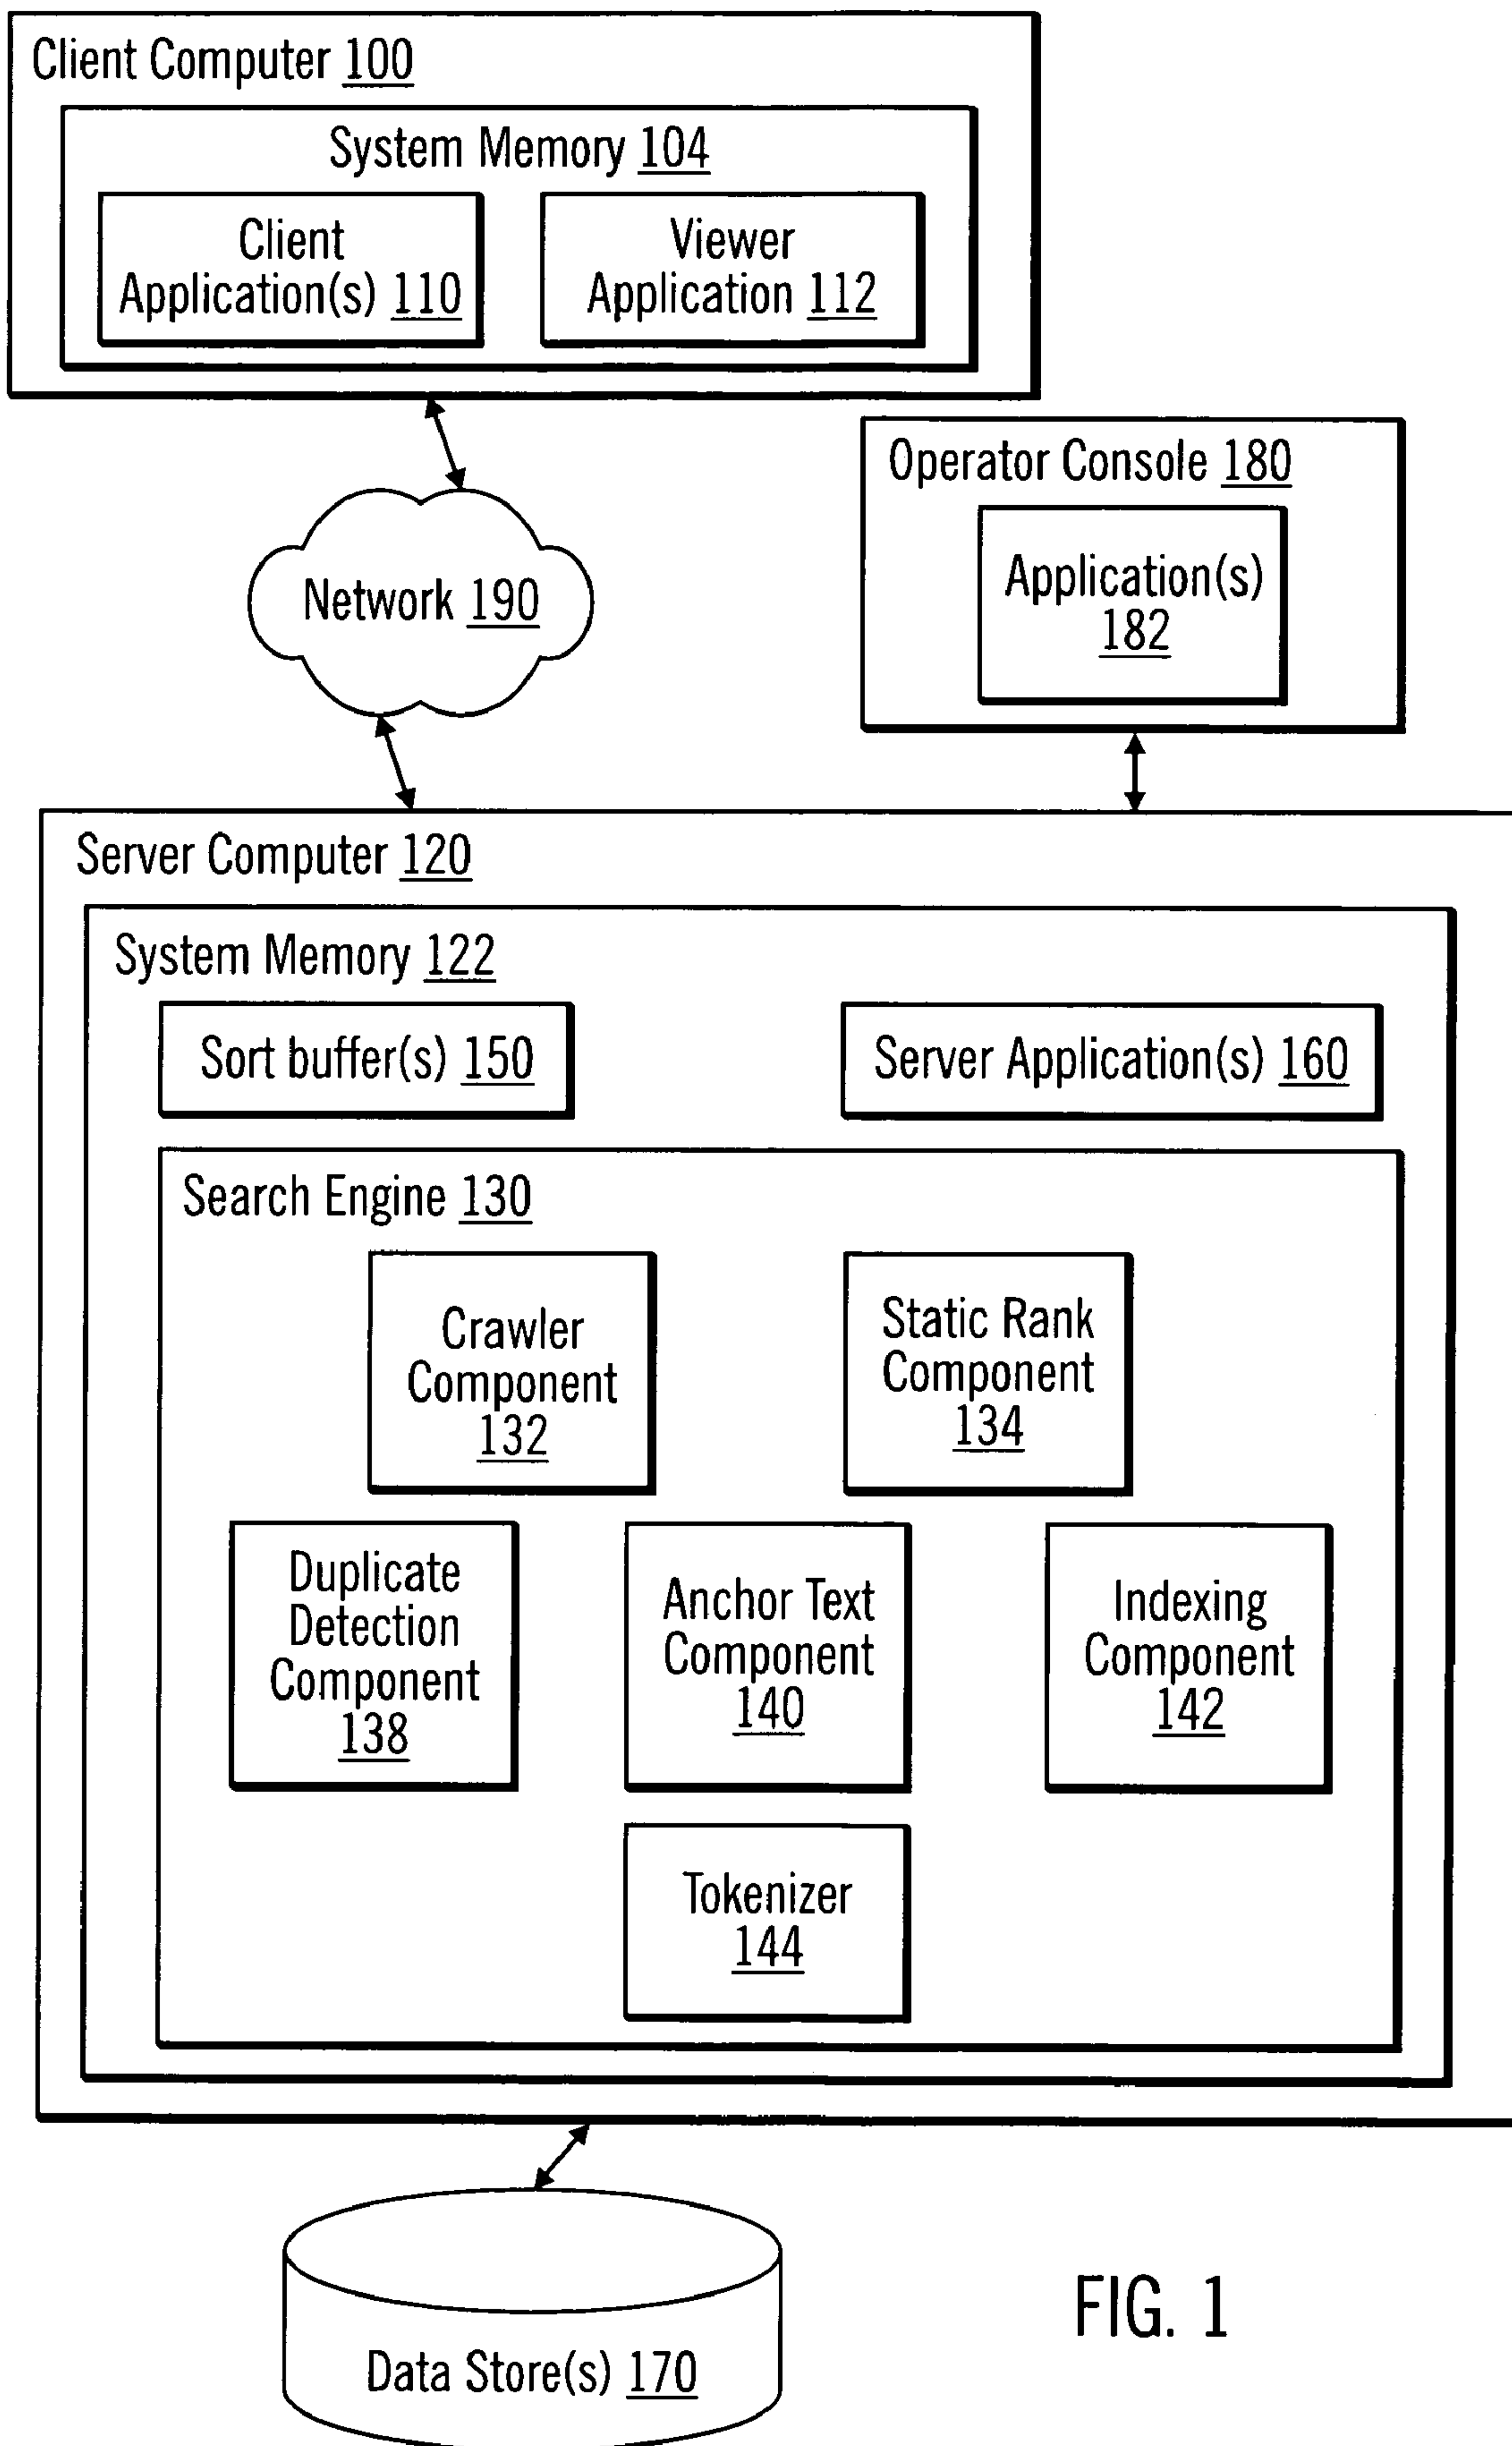 Client Computer 100
System Memory 104
Client
Application(s) 110
Viewer
Application 112
Operator Console 180
Application(s)
182
Network 190
Server Computer 120
System Memory 122
Sort buffer(s) 150
Server Application(s) 160
Search Engine 130
Crawler
Component
132
Static Rank
Component
134
Duplicate
Detection
Component
138
Anchor Text
Component
140
Indexing
Component
142
Tokenizer
144
Data Store(s) 170
FIG. 1